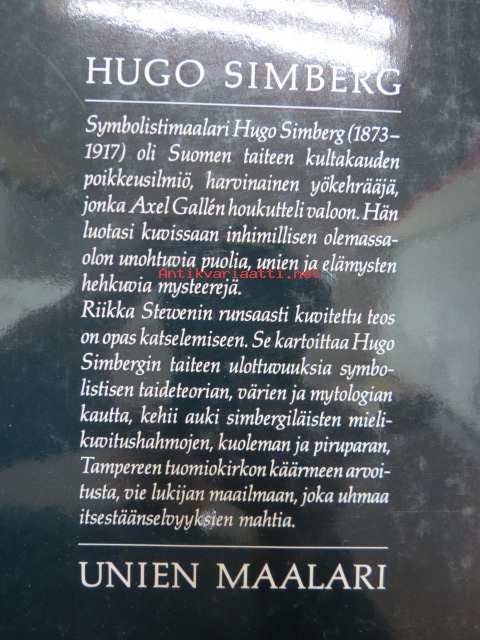 HUGO SIMBERG
Symbolistimaalari Hugo Simberg (1873–
1917) oli Suomen taiteen kultakauden
poikkeusilmiö, harvinainen yökehrääjä,
jonka Axel Gallén houkutteli valoon. Hän
luotasi kuvissaan inhimillisen olemassa-
olon unohtuvia puolia, unien ja elämysten
Antikvariaatti.net
hehkuvia mysteerejä.
Riikka Stewenin runsaasti kuvitettu teos
on opas katselemiseen. Se kartoittaa Hugo
Simbergin taiteen ulottuvuuksia symbo-
listisen taideteorian, värien ja mytologian
kautta, kehii auki simbergiläisten mieli-
kuvitushahmojen, kuoleman ja piruparan,
Tampereen tuomiokirkon käärmeen arvoi-
tusta, vie lukijan maailmaan, joka uhmaa
itsestäänselvyyksien mahtia.
UNIEN MAALARI